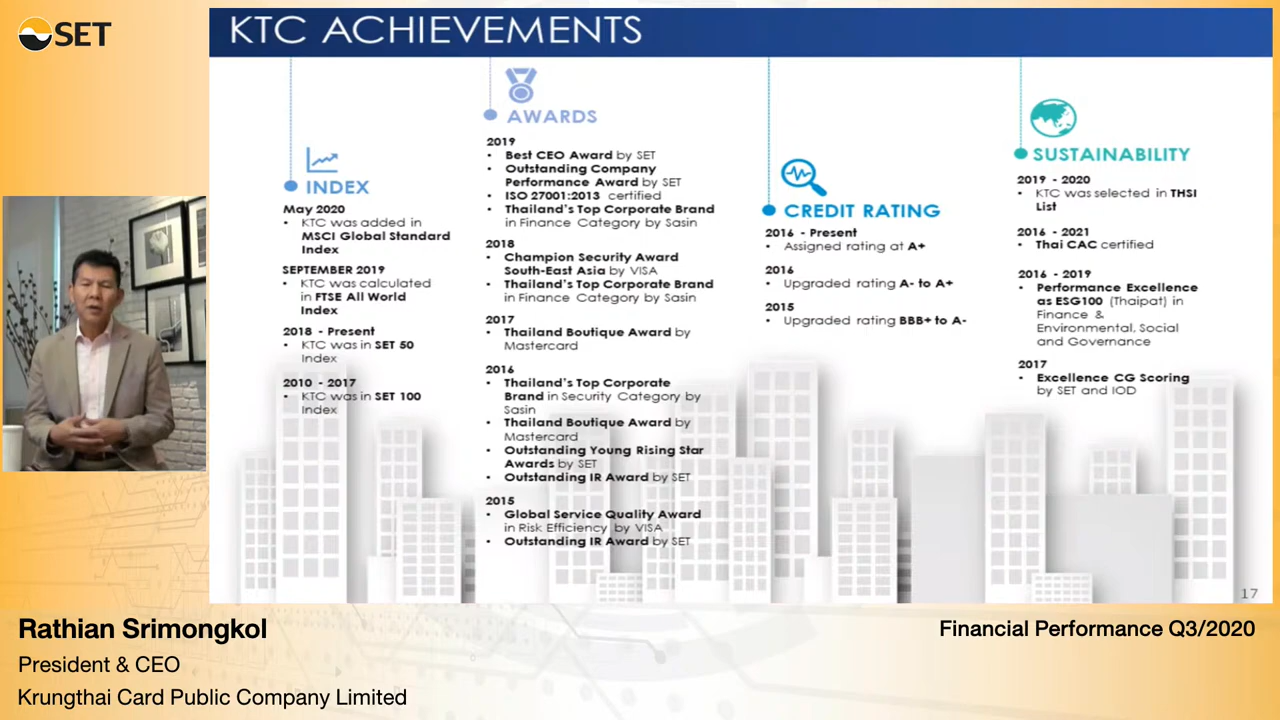 SET
KTC ACHIEVEMENTS
INDEX
May 2020
• KTC was added in
MSCI Global Standard
Index
SEPTEMBER 2019
• KTC was calculated
in FTSE All World
Index
2018 - Present
• KTC was in SET 50
Index
2010 - 2017
• KTC was in SET 100
Index
AWARDS
2019
• Best CEO Award by SET
• Outstanding Company
Performance Award by SET
• ISO 27001:2013 certified
• Thailand's Top Corporate Brand
in Finance Category by Sasin
2018
• Champion Security Award
South-East Asia by VISA
• Thailand's Top Corporate Brand
in Finance Category by Sasin
2017
• Thailand Boutique Award by
Mastercard
2016
• Thailand's Top Corporate
Brand in Security Category by
Sasin
• Thailand Boutique Award by
Mastercard
• Outstanding Young Rising Star
Awards by SET
• Outstanding IR Award by SET
2015
• Global Service Quality Award
in Risk Efficiency by VISA
• Outstanding IR Award by SET
CREDIT RATING
2016 - Present
• Assigned rating at A+
2016
• Upgraded rating A- to A+
2015
• Upgraded rating BBB+ to A-
SUSTAINABILITY
2019 - 2020
• KTC was selected in THSI
List
2016 - 2021
• Thai CAC certified
2016 - 2019
• Performance Excellence
as ESG100 (Thaipat) in
Finance &
Environmental, Social
and Governance
2017
• Excellence CG Scoring
by SET and IOD
17
Rathian Srimongkol
President & CEO
Krungthai Card Public Company Limited
Financial Performance Q3/2020